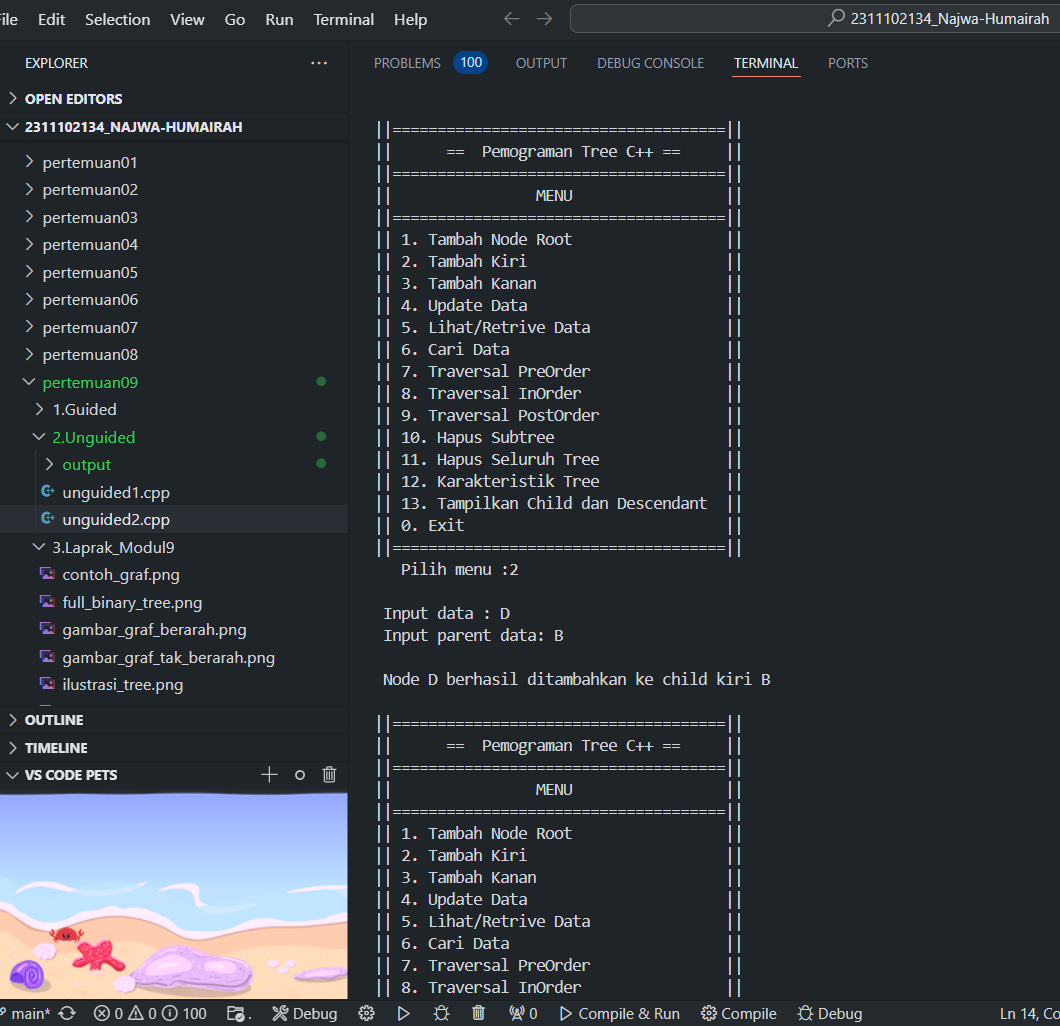 File Edit Selection View Go Run Terminal Help
2311102134_Najwa-Humairah
EXPLORER
OPEN EDITORS
2311102134_NAJWA-HUMAIRAH
pertemuan01
pertemuan02
pertemuan03
pertemuan04
pertemuan05
pertemuan06
pertemuan07
pertemuan08
pertemuan09
1.Guided
2.Unguided
output
unguided1.cpp
unguided2.cpp
3.Laprak_Modul9
contoh_graf.png
full_binary_tree.png
gambar_graf_berarah.png
gambar_graf_tak_berarah.png
ilustrasi_tree.png
OUTLINE
TIMELINE
VS CODE PETS
PROBLEMS 100 OUTPUT DEBUG CONSOLE TERMINAL PORTS
||=====================================||
||      ==  Pemograman Tree C++ ==     ||
||=====================================||
||                MENU                 ||
||=====================================||
|| 1. Tambah Node Root                 ||
|| 2. Tambah Kiri                      ||
|| 3. Tambah Kanan                     ||
|| 4. Update Data                      ||
|| 5. Lihat/Retrive Data               ||
|| 6. Cari Data                        ||
|| 7. Traversal PreOrder               ||
|| 8. Traversal InOrder                ||
|| 9. Traversal PostOrder              ||
|| 10. Hapus Subtree                   ||
|| 11. Hapus Seluruh Tree              ||
|| 12. Karakteristik Tree              ||
|| 13. Tampilkan Child dan Descendant  ||
|| 0. Exit                             ||
||=====================================||
Pilih menu :2
Input data : D
Input parent data: B
Node D berhasil ditambahkan ke child kiri B
||=====================================||
||      ==  Pemograman Tree C++ ==     ||
||=====================================||
||                MENU                 ||
||=====================================||
|| 1. Tambah Node Root                 ||
|| 2. Tambah Kiri                      ||
|| 3. Tambah Kanan                     ||
|| 4. Update Data                      ||
|| 5. Lihat/Retrive Data               ||
|| 6. Cari Data                        ||
|| 7. Traversal PreOrder               ||
|| 8. Traversal InOrder                ||
main* 0 0 100 Debug 0 Compile & Run Compile Debug Ln 14, Co